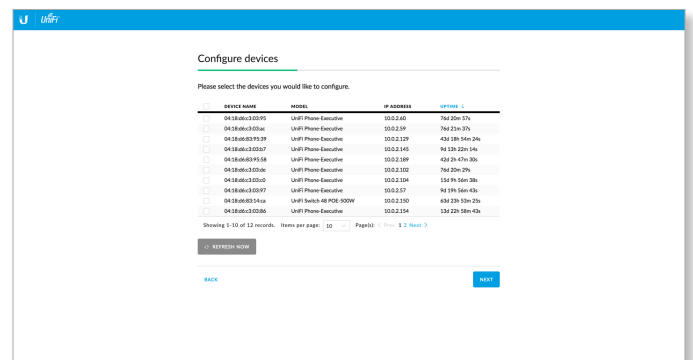 UniFi
Configure devices
Please select the devices you would like to configure.
DEVICE NAME MODEL IP ADDRESS UPTIME
04:18:d6:c3:03:95 UniFi Phone-Executive 10.0.2.60 76d 20m 57s
04:18:d6:c3:03:ac UniFi Phone-Executive 10.0.2.59 76d 21m 37s
04:18:d6:83:95:39 UniFi Phone-Executive 10.0.2.129 43d 18h 54m 24s
04:18:d6:c3:03:b7 UniFi Phone-Executive 10.0.2.145 9d 13h 22m 14s
04:18:d6:83:95:58 UniFi Phone-Executive 10.0.2.189 42d 2h 47m 30s
04:18:d6:c3:03:de UniFi Phone-Executive 10.0.2.102 76d 20m 29s
04:18:d6:c3:03:c0 UniFi Phone-Executive 10.0.2.104 15d 9h 56m 38s
04:18:d6:c3:03:97 UniFi Phone-Executive 10.0.2.57 9d 19h 56m 43s
04:18:d6:83:14:ca UniFi Switch 48 POE-500W 10.0.2.150 63d 23h 53m 25s
04:18:d6:c3:03:86 UniFi Phone-Executive 10.0.2.154 13d 22h 58m 43s
Showing 1-10 of 12 records. Items per page: 10 Page(s): < Prev 1 2 Next >
REFRESH NOW
BACK NEXT